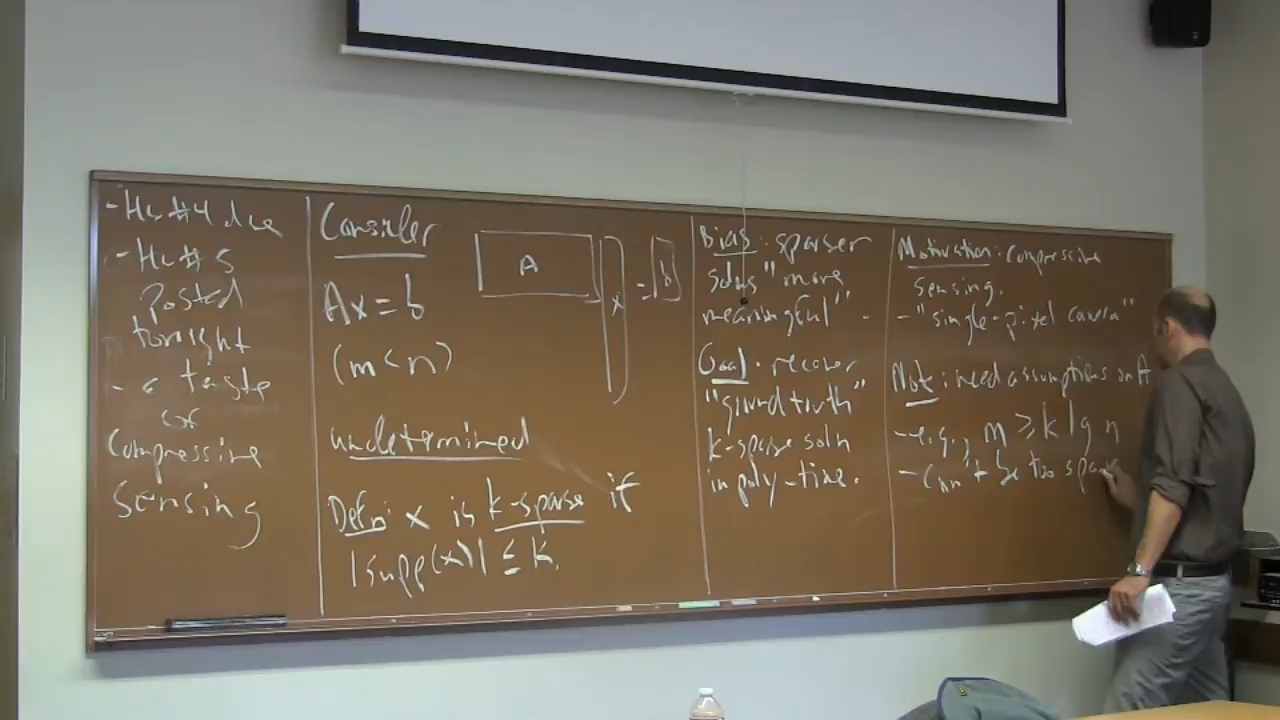 - Hw #4 due
- Hw # 5
posted
tonight
- a taste
of
compressive
sensing
Consider
Ax = b
(m < n)
A
x
=
b
undetermined
Defn: x is k-sparse if
|supp(x)| ≤ k.
Bias: sparser
solns "more
meaningful".
Goal: recover
"ground truth"
k-sparse soln
in poly-time.
Motivation: compressive
sensing.
- "single-pixel camera"
Note: need assumptions on A
- e.g., m ≥ k lg n
- can't be too spars